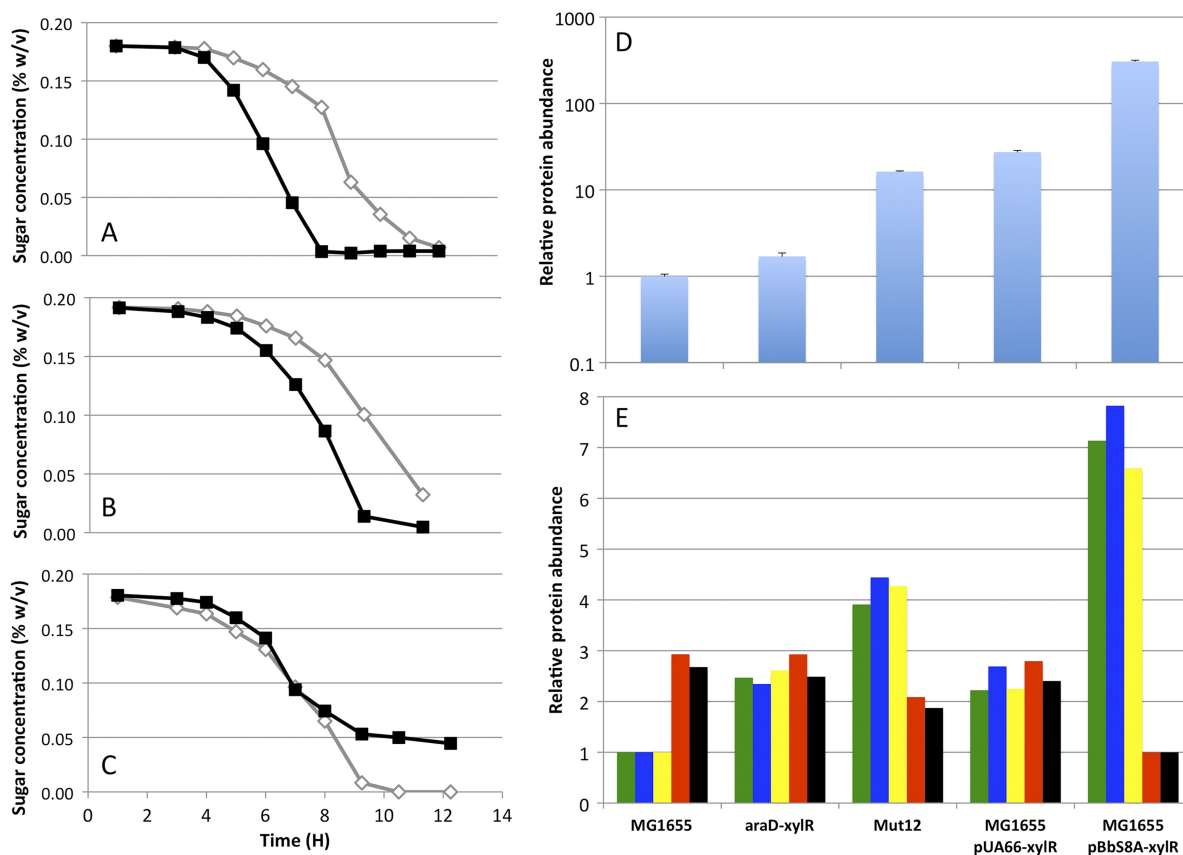 Sugar concentration (% w/v)
0.20
0.15
0.10
0.05
0.00
A
Sugar concentration (% w/v)
0.20
0.15
0.10
0.05
0.00
B
Sugar concentration (% w/v)
0.20
0.15
0.10
0.05
0.00
C
0 2 4 6 8 10 12 14
Time (H)
Relative protein abundance
1000
100
10
1
0.1
D
Relative protein abundance
8
7
6
5
4
3
2
1
0
E
MG1655
araD-xylR
Mut12
MG1655
pUA66-xylR
MG1655
pBbS8A-xylR